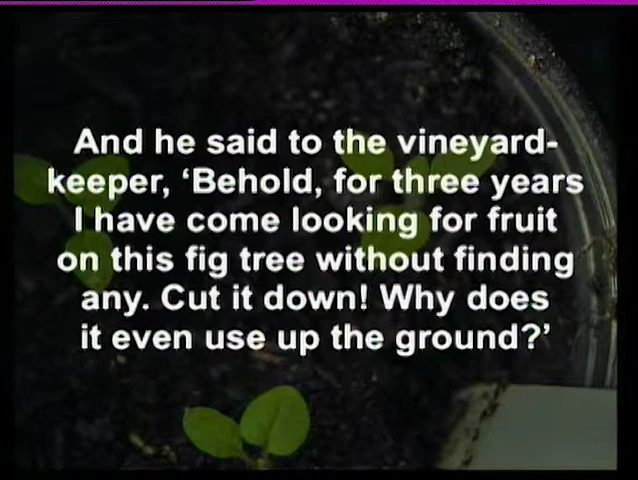 And he said to the vineyard-
keeper, ‘Behold, for three years
I have come looking for fruit
on this fig tree without finding
any. Cut it down! Why does
it even use up the ground?’